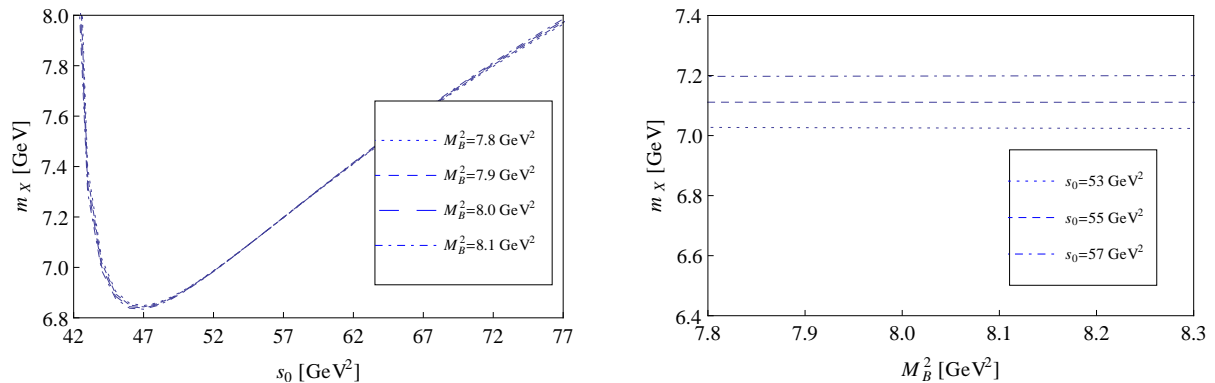 8.0
7.8
7.6
7.4
7.2
7.0
6.8
m_X [GeV]
42 47 52 57 62 67 72 77
s_0 [GeV^2]
M_B^2=7.8 GeV^2
M_B^2=7.9 GeV^2
M_B^2=8.0 GeV^2
M_B^2=8.1 GeV^2
7.4
7.2
7.0
6.8
6.6
6.4
m_X [GeV]
7.8 7.9 8.0 8.1 8.2 8.3
M_B^2 [GeV^2]
s_0=53 GeV^2
s_0=55 GeV^2
s_0=57 GeV^2